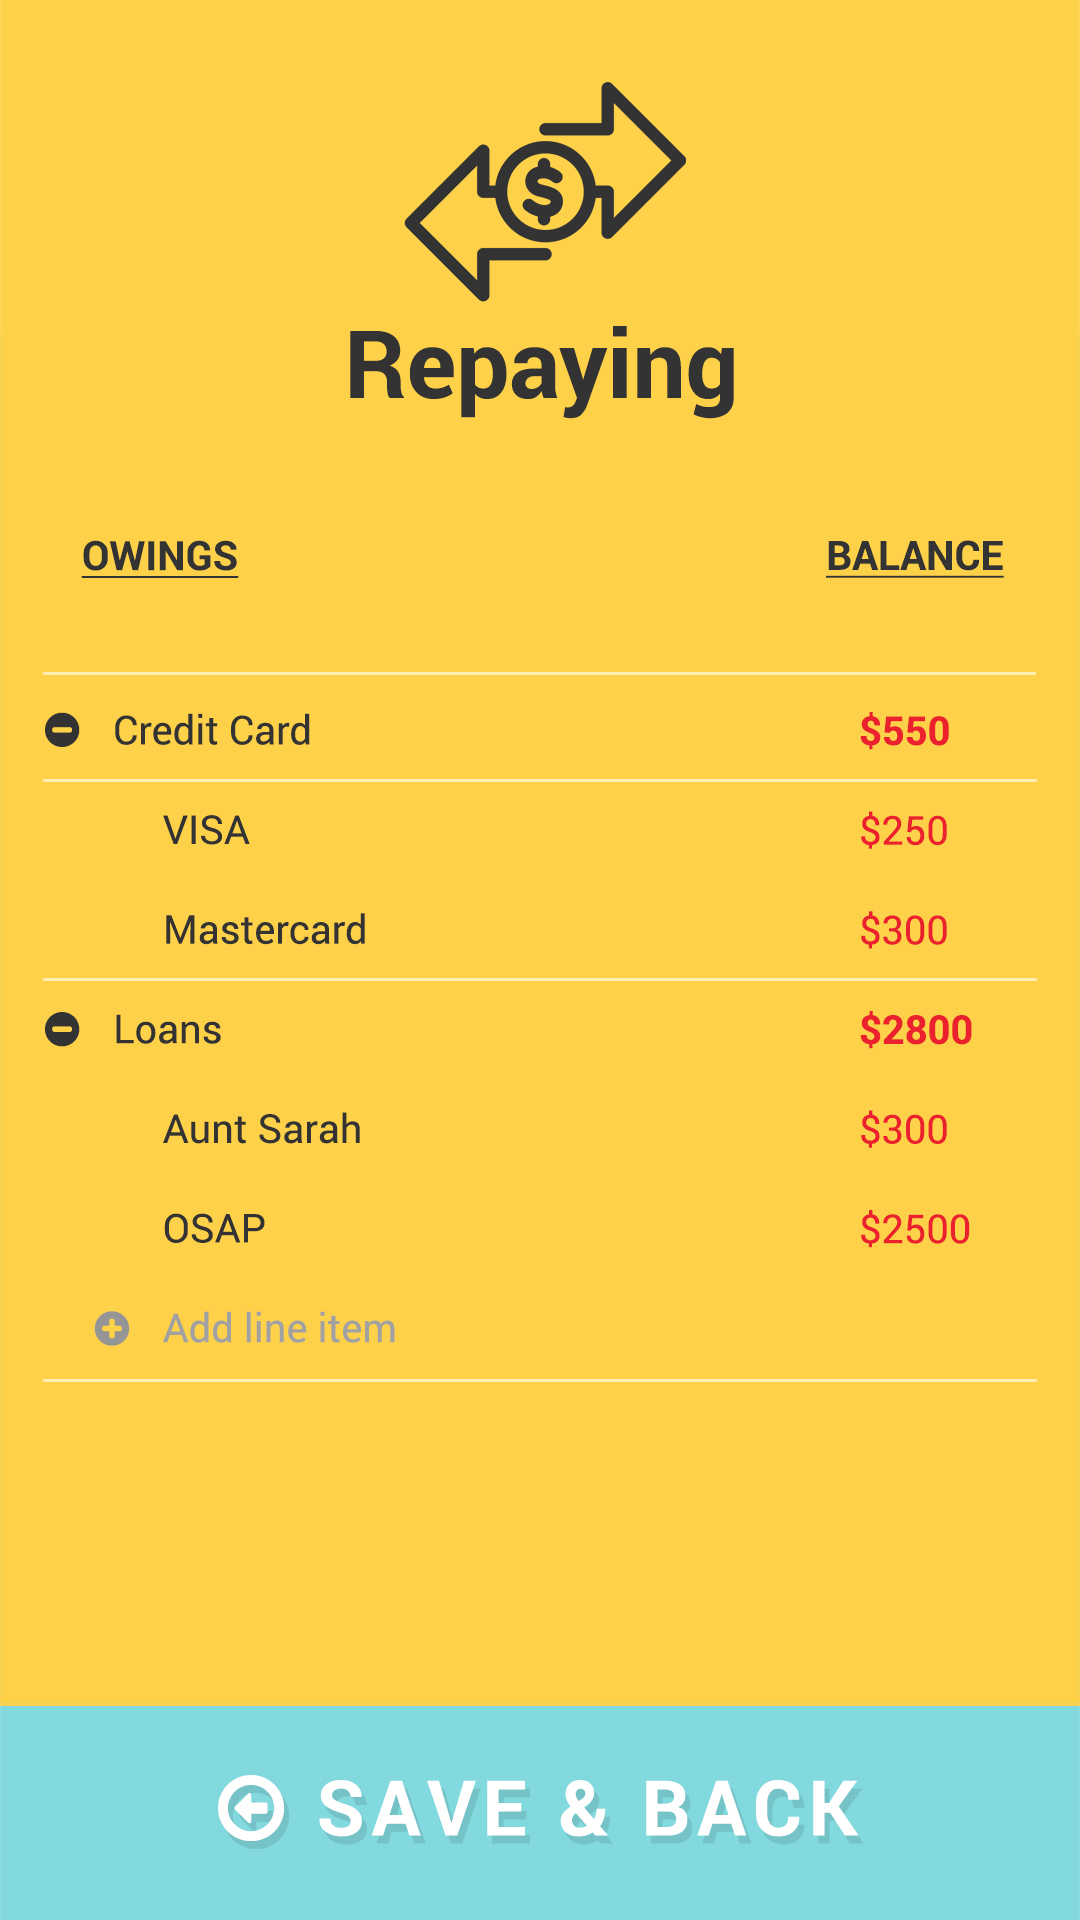 $
Repaying
OWINGS BALANCE
Credit Card $550
VISA $250
Mastercard $300
Loans $2800
Aunt Sarah $300
OSAP $2500
Add line item
SAVE & BACK